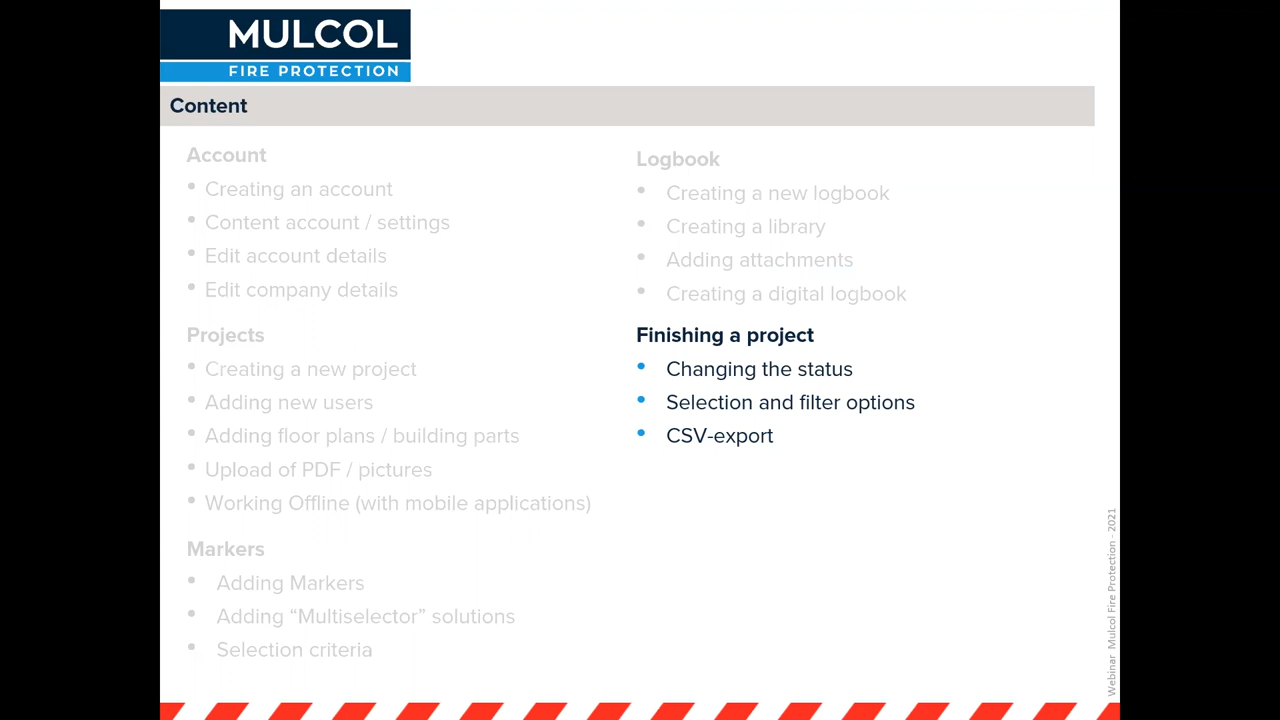 MULCOL
FIRE PROTECTION
Content
Account
• Creating an account
• Content account / settings
• Edit account details
• Edit company details
Projects
• Creating a new project
• Adding new users
• Adding floor plans / building parts
• Upload of PDF / pictures
• Working Offline (with mobile applications)
Markers
• Adding Markers
• Adding “Multiselector” solutions
• Selection criteria
Logbook
• Creating a new logbook
• Creating a library
• Adding attachments
• Creating a digital logbook
Finishing a project
• Changing the status
• Selection and filter options
• CSV-export
Webinar Mulcol Fire Protection - 2021